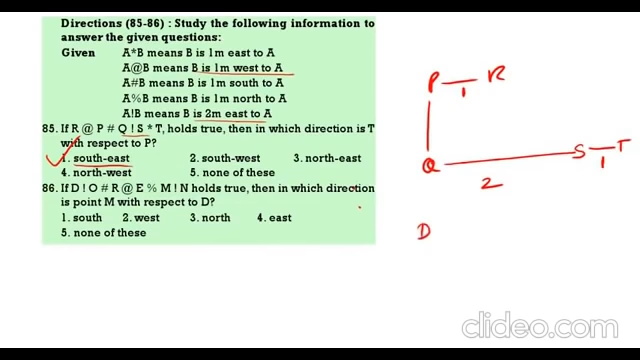 Directions (85-86) : Study the following information to
answer the given questions:
Given A*B means B is 1m east to A
A@B means B is 1m west to A
A#B means B is 1m south to A
A%B means B is 1m north to A
A!B means B is 2m east to A
85. If R @ P # Q ! S * T, holds true, then in which direction is T
with respect to P?
1. south-east 2. south-west 3. north-east
4. north-west 5. none of these
86. If D ! O # R @ E % M ! N holds true, then in which direction
is point M with respect to D?
1. south 2. west 3. north 4. east
5. none of these
P R
1
Q S T
2 1
D
clideo.com